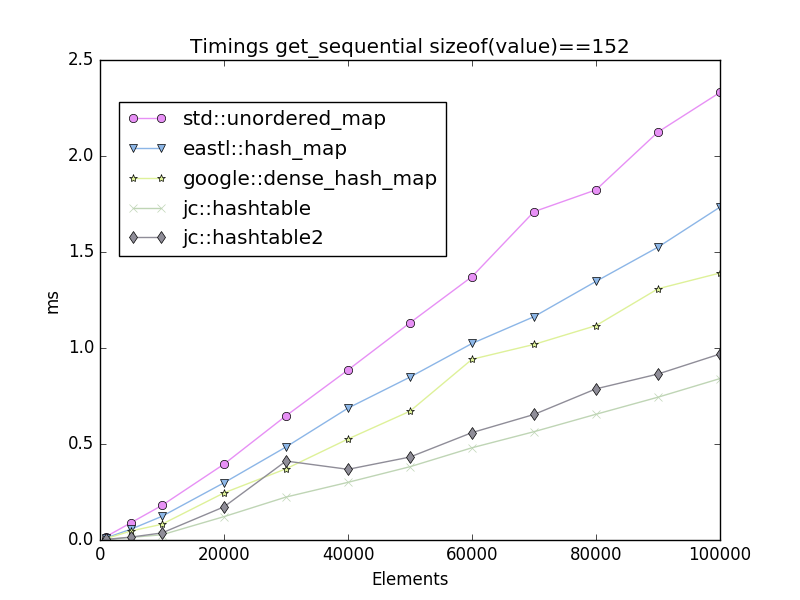 Timings get_sequential sizeof(value)==152
2.5
2.0
1.5
1.0
0.5
0.0
ms
std::unordered_map
eastl::hash_map
google::dense_hash_map
jc::hashtable
jc::hashtable2
0 20000 40000 60000 80000 100000
Elements